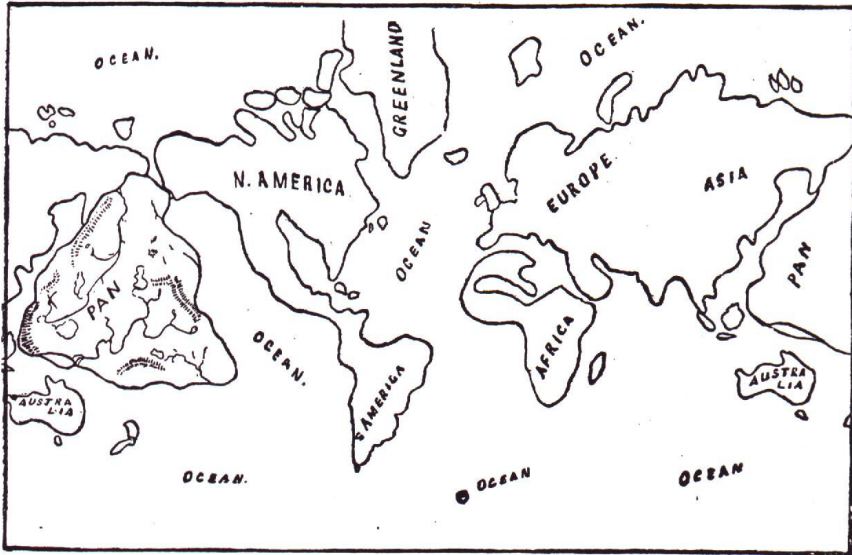 OCEAN.
GREENLAND
OCEAN.
N. AMERICA
EUROPE.
ASIA
OCEAN
PAN
PAN
OCEAN.
AFRICA
S AMERICA
AUSTRA
LIA
AUSTRA
LIA
OCEAN.
OCEAN
OCEAN